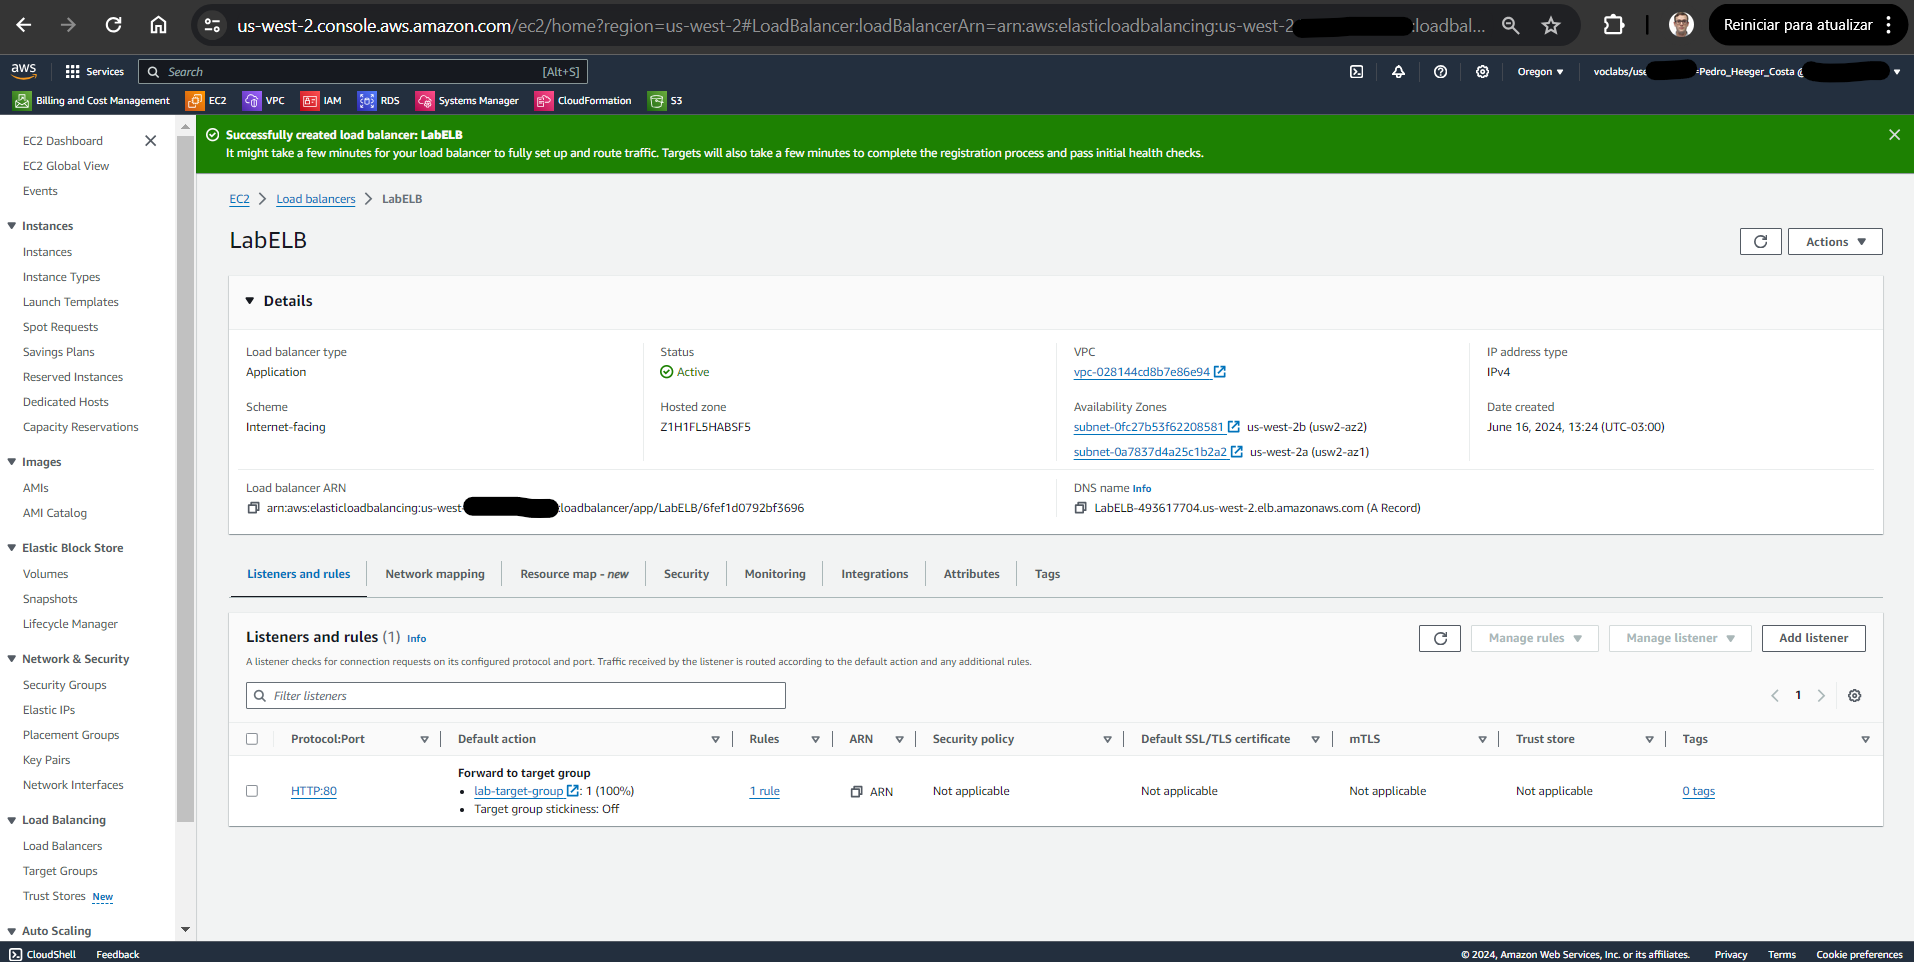 us-west-2.console.aws.amazon.com/ec2/home?region=us-west-2#LoadBalancer:loadBalancerArn=arn:aws:elasticloadbalancing:us-west-2 :loadbal...
Reiniciar para atualizar
aws
Services
Search
[Alt+S]
Oregon
voclabs/use =Pedro_Heeger_Costa @
Billing and Cost Management
EC2
VPC
IAM
RDS
Systems Manager
CloudFormation
S3
EC2 Dashboard
EC2 Global View
Events
Instances
Instances
Instance Types
Launch Templates
Spot Requests
Savings Plans
Reserved Instances
Dedicated Hosts
Capacity Reservations
Images
AMIs
AMI Catalog
Elastic Block Store
Volumes
Snapshots
Lifecycle Manager
Network & Security
Security Groups
Elastic IPs
Placement Groups
Key Pairs
Network Interfaces
Load Balancing
Load Balancers
Target Groups
Trust Stores New
Auto Scaling
Successfully created load balancer: LabELB
It might take a few minutes for your load balancer to fully set up and route traffic. Targets will also take a few minutes to complete the registration process and pass initial health checks.
EC2 > Load balancers > LabELB
LabELB
Actions
Details
Load balancer type
Application
Status
Active
VPC
vpc-028144cd8b7e86e94
IP address type
IPv4
Scheme
Internet-facing
Hosted zone
Z1H1FL5HABSF5
Availability Zones
subnet-0fc27b53f62208581 us-west-2b (usw2-az2)
subnet-0a7837d4a25c1b2a2 us-west-2a (usw2-az1)
Date created
June 16, 2024, 13:24 (UTC-03:00)
Load balancer ARN
arn:aws:elasticloadbalancing:us-west- :loadbalancer/app/LabELB/6fef1d0792bf3696
DNS name Info
LabELB-493617704.us-west-2.elb.amazonaws.com (A Record)
Listeners and rules
Network mapping
Resource map - new
Security
Monitoring
Integrations
Attributes
Tags
Listeners and rules (1) Info
Manage rules
Manage listener
Add listener
A listener checks for connection requests on its configured protocol and port. Traffic received by the listener is routed according to the default action and any additional rules.
Filter listeners
1
Protocol:Port
Default action
Rules
ARN
Security policy
Default SSL/TLS certificate
mTLS
Trust store
Tags
HTTP:80
Forward to target group
• lab-target-group : 1 (100%)
• Target group stickiness: Off
1 rule
ARN
Not applicable
Not applicable
Not applicable
Not applicable
0 tags
CloudShell
Feedback
© 2024, Amazon Web Services, Inc. or its affiliates.
Privacy
Terms
Cookie preferences